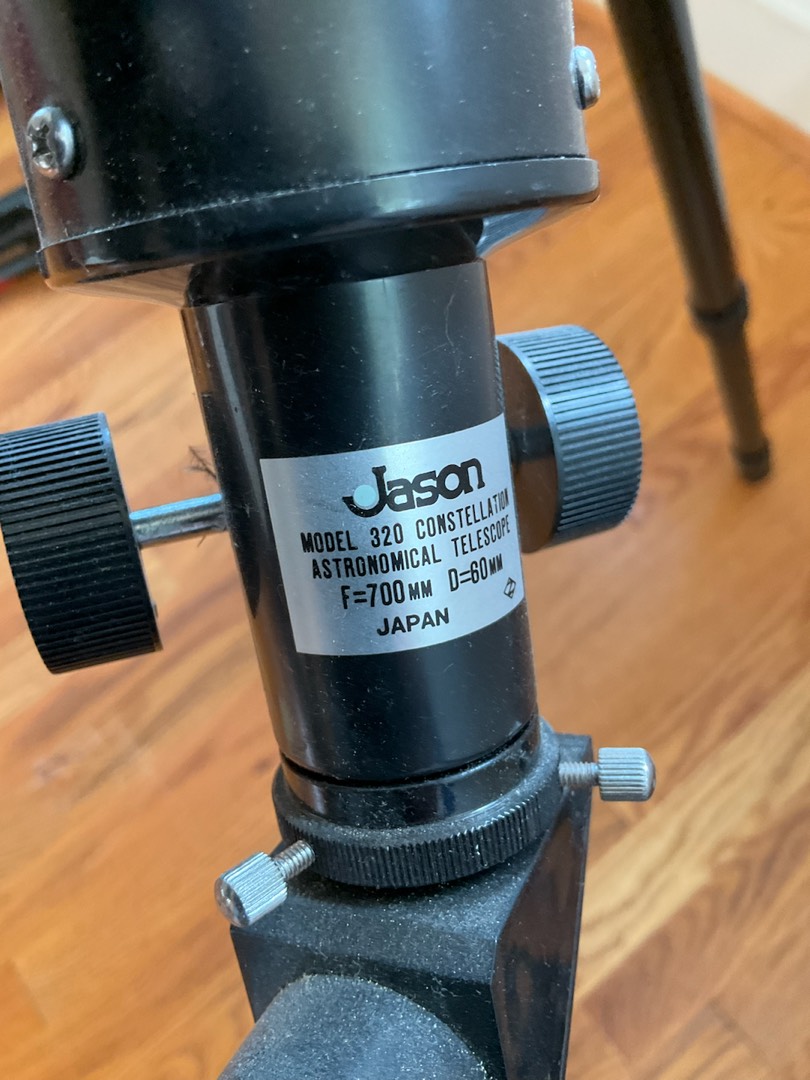 Jason
MODEL 320 CONSTELLATION
ASTRONOMICAL TELESCOPE
F=700MM D=60MM
JAPAN